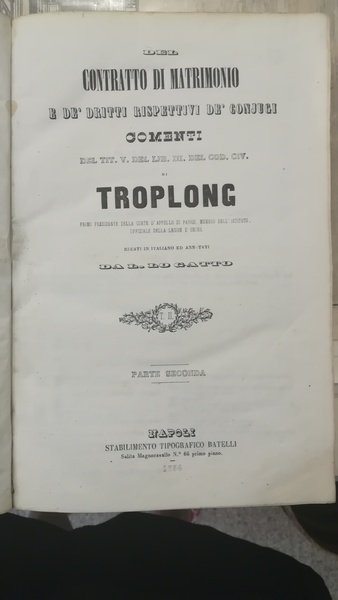 DEL
CONTRATTO DI MATRIMONIO
E DE' DRITTI RISPETTIVI DE' CONJUGI
COMENTI
DEL TIT. V. DEL LIB. III. DEL COD. CIV.
DI
TROPLONG
PRIMO PRESIDENTE DELLA CORTE D'APPELLO DI PARIGI, MEMBRO DELL'ISTITUTO,
UFFIZIALE DELLA LEGION D'ONORE
RECATI IN ITALIANO ED ANNOTATI
DA L. LO GATTO
PARTE SECONDA
NAPOLI
STABILIMENTO TIPOGRAFICO BATELLI
Salita Magnocavallo N.° 66 primo piano.